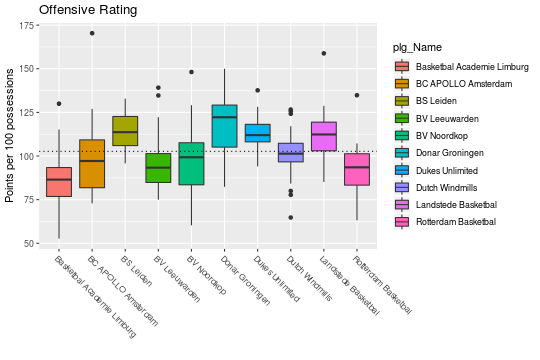 Offensive Rating
Points per 100 possessions
175
150
125
100
75
50
Basketbal Academie Limburg
BC APOLLO Amsterdam
BS Leiden
BV Leeuwarden
BV Noordkop
Donar Groningen
Dukes Unlimited
Dutch Windmills
Landstede Basketbal
Rotterdam Basketbal
plg_Name
Basketbal Academie Limburg
BC APOLLO Amsterdam
BS Leiden
BV Leeuwarden
BV Noordkop
Donar Groningen
Dukes Unlimited
Dutch Windmills
Landstede Basketbal
Rotterdam Basketbal